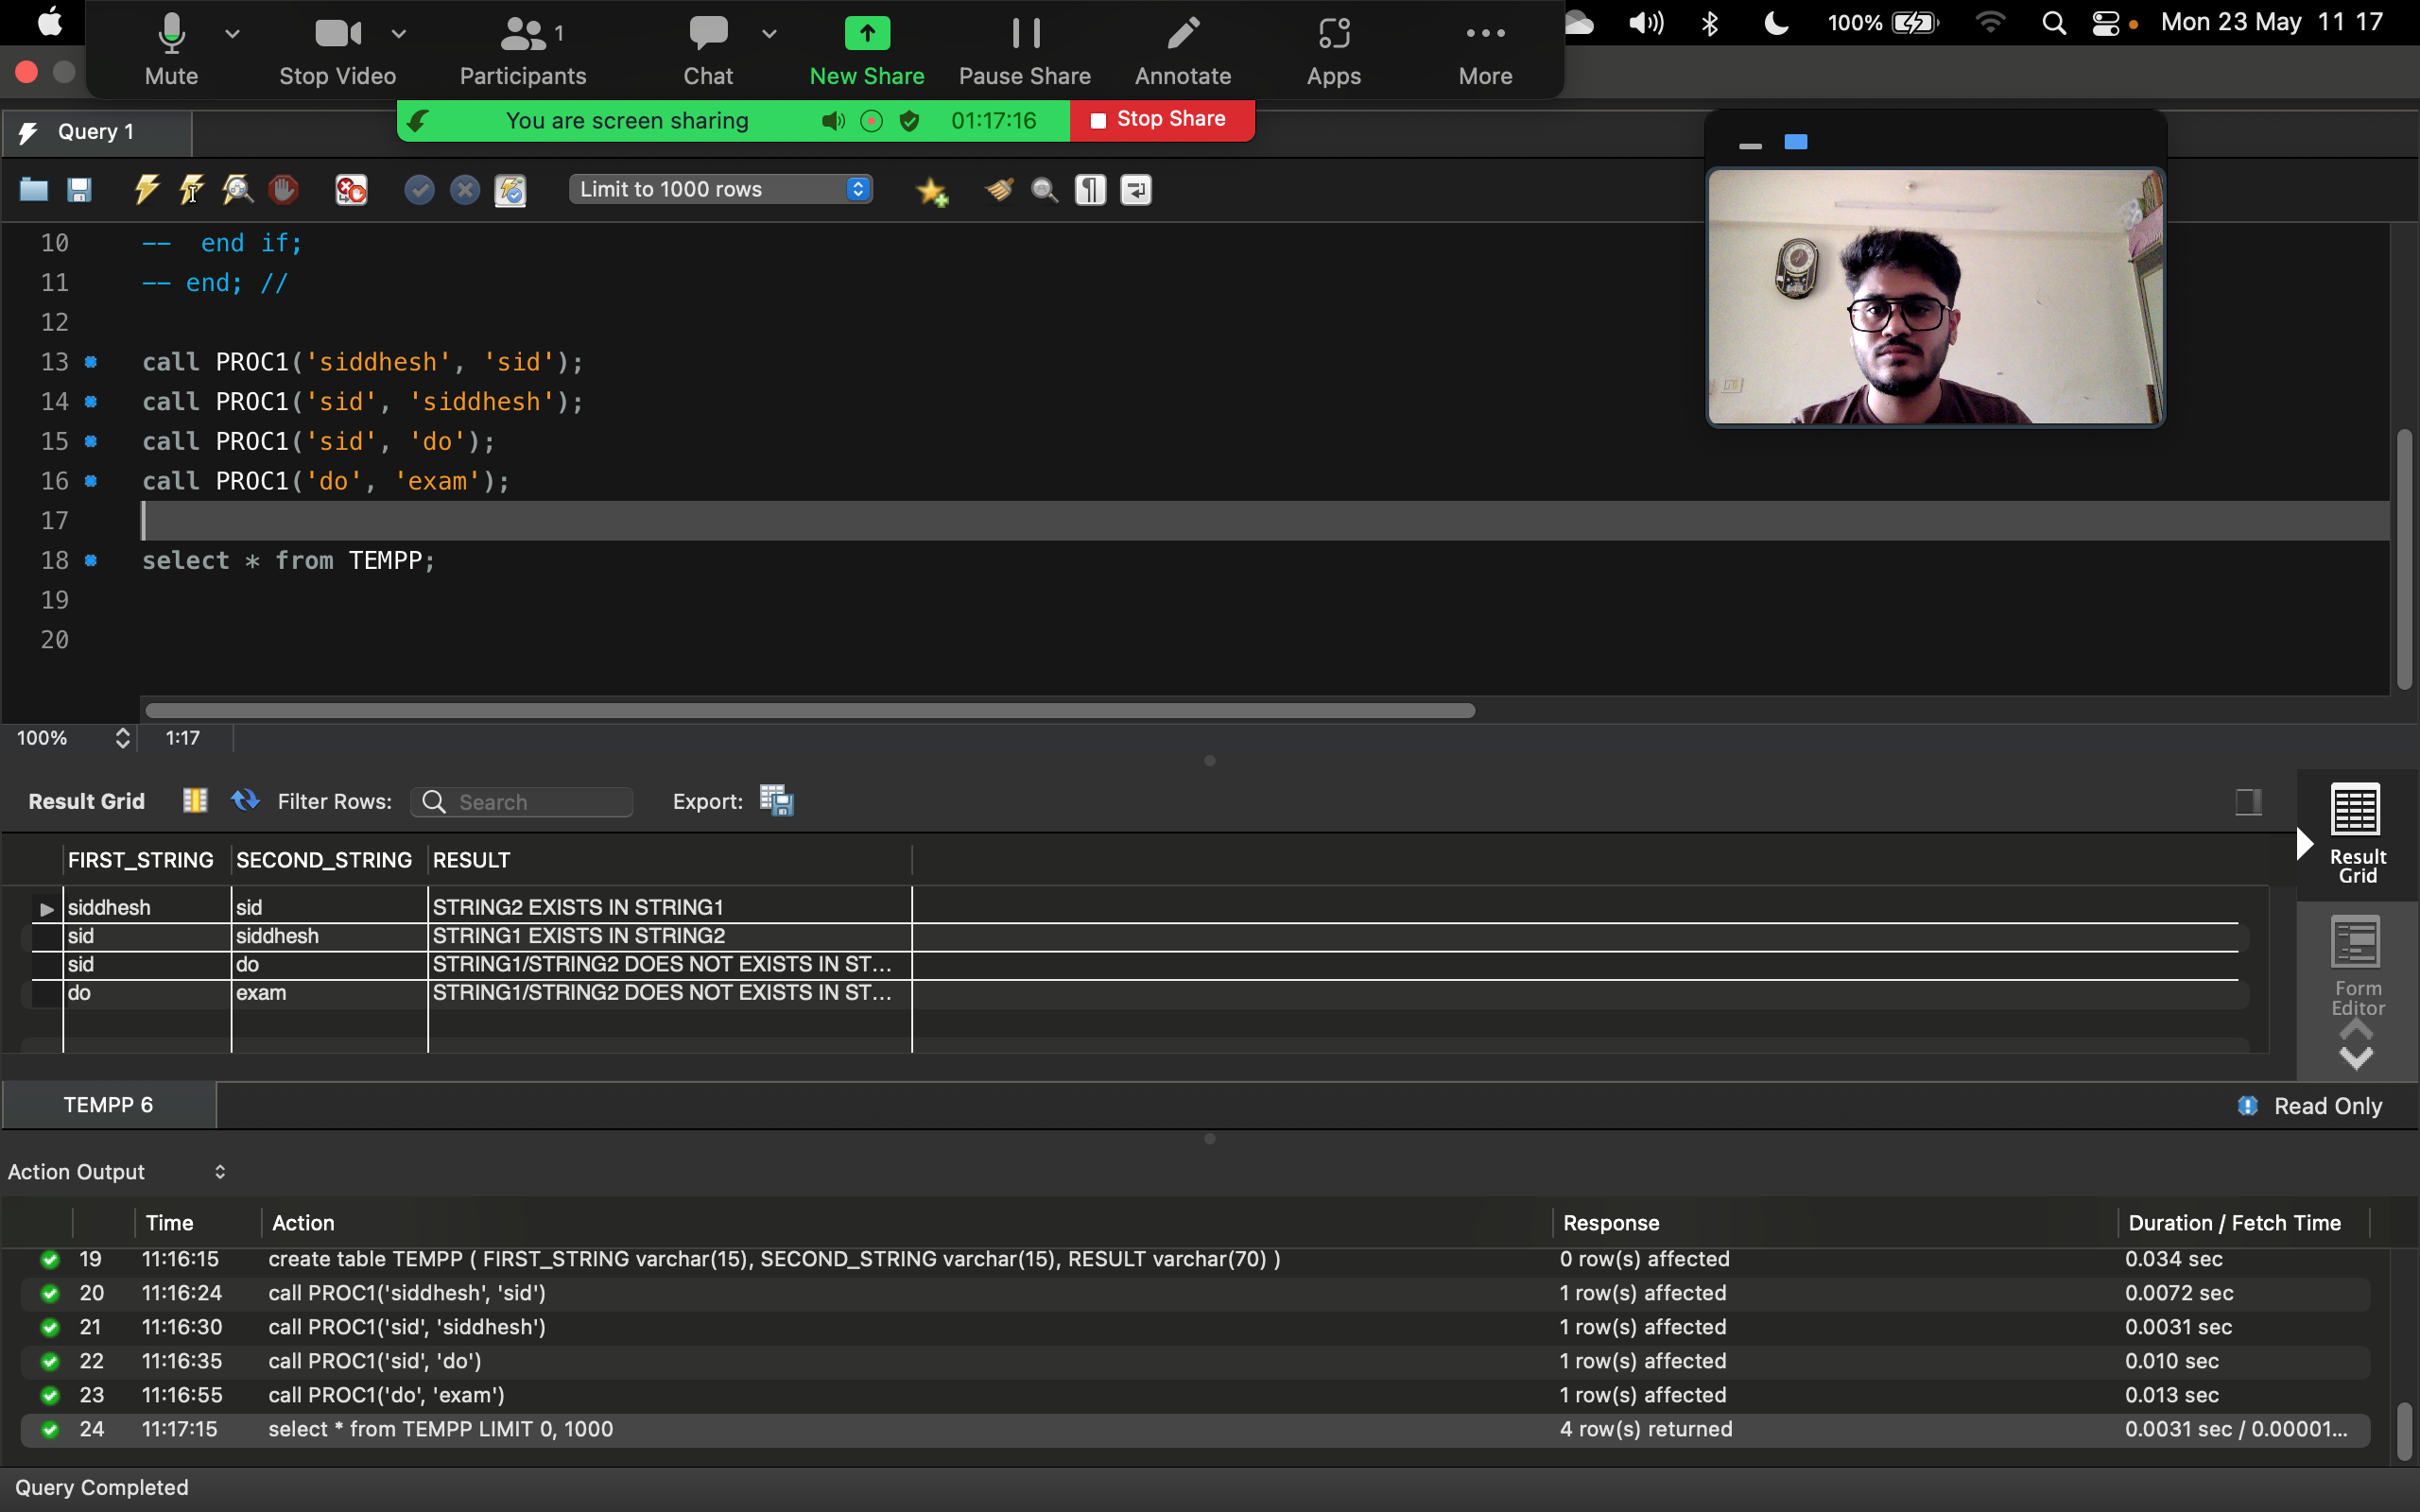 100% Mon 23 May 11 17
Mute Stop Video Participants 1 Chat New Share Pause Share Annotate Apps More
You are screen sharing 01:17:16 Stop Share
Query 1
Limit to 1000 rows
10 -- end if;
11 -- end; //
12
13 call PROC1('siddhesh', 'sid');
14 call PROC1('sid', 'siddhesh');
15 call PROC1('sid', 'do');
16 call PROC1('do', 'exam');
17
18 select * from TEMPP;
19
20
100% 1:17
Result Grid Filter Rows: Search Export:
FIRST_STRING SECOND_STRING RESULT
siddhesh sid STRING2 EXISTS IN STRING1
sid siddhesh STRING1 EXISTS IN STRING2
sid do STRING1/STRING2 DOES NOT EXISTS IN ST...
do exam STRING1/STRING2 DOES NOT EXISTS IN ST...
Result
Grid
Form
Editor
TEMPP 6 Read Only
Action Output
Time Action Response Duration / Fetch Time
19 11:16:15 create table TEMPP ( FIRST_STRING varchar(15), SECOND_STRING varchar(15), RESULT varchar(70) ) 0 row(s) affected 0.034 sec
20 11:16:24 call PROC1('siddhesh', 'sid') 1 row(s) affected 0.0072 sec
21 11:16:30 call PROC1('sid', 'siddhesh') 1 row(s) affected 0.0031 sec
22 11:16:35 call PROC1('sid', 'do') 1 row(s) affected 0.010 sec
23 11:16:55 call PROC1('do', 'exam') 1 row(s) affected 0.013 sec
24 11:17:15 select * from TEMPP LIMIT 0, 1000 4 row(s) returned 0.0031 sec / 0.00001...
Query Completed